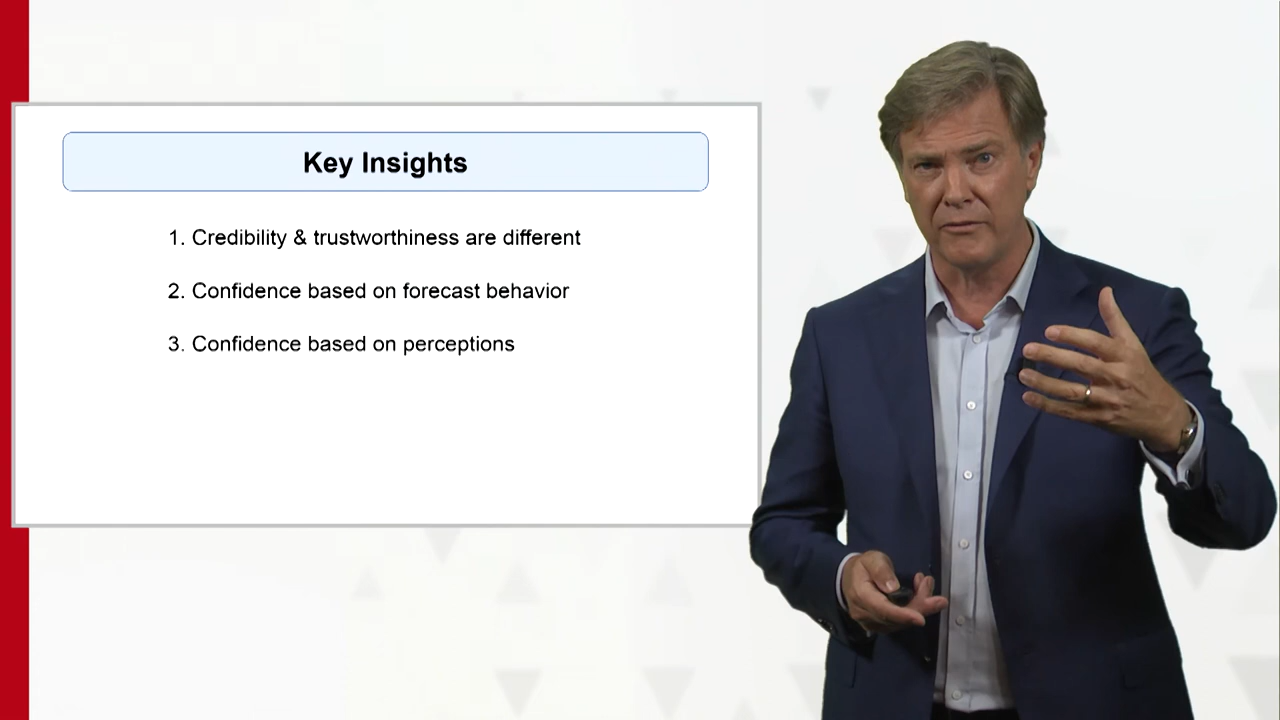 Key Insights
1. Credibility & trustworthiness are different
2. Confidence based on forecast behavior
3. Confidence based on perceptions